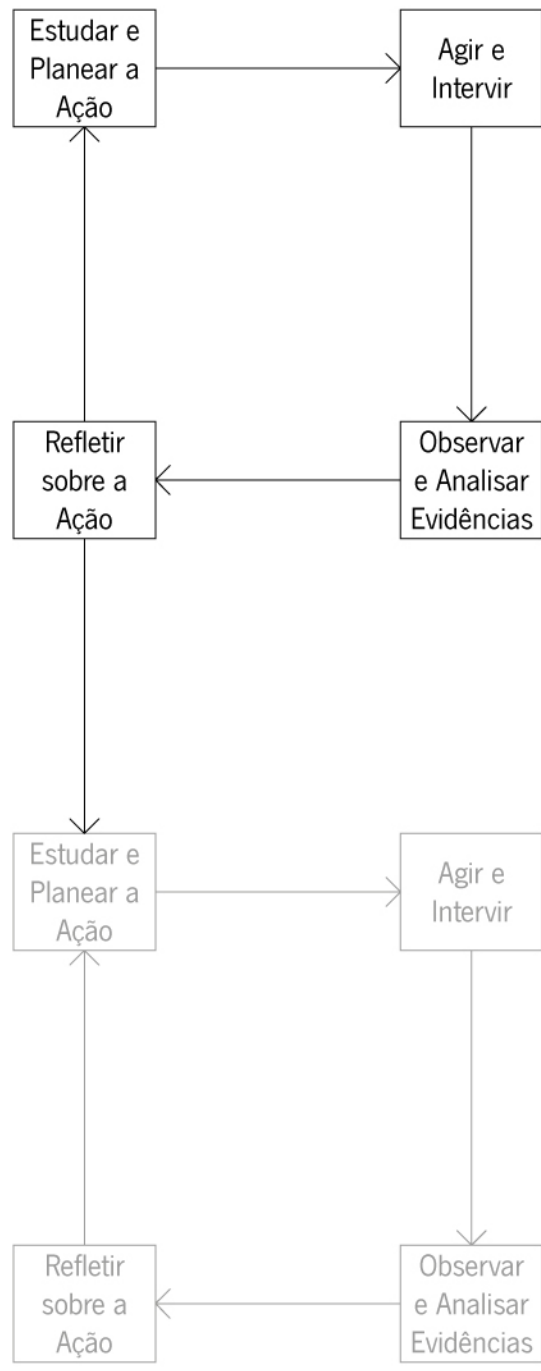 Estudar e
Planear a
Ação
Agir e
Intervir
Refletir
sobre a
Ação
Observar
e Analisar
Evidências
Estudar e
Planear a
Ação
Agir e
Intervir
Refletir
sobre a
Ação
Observar
e Analisar
Evidências